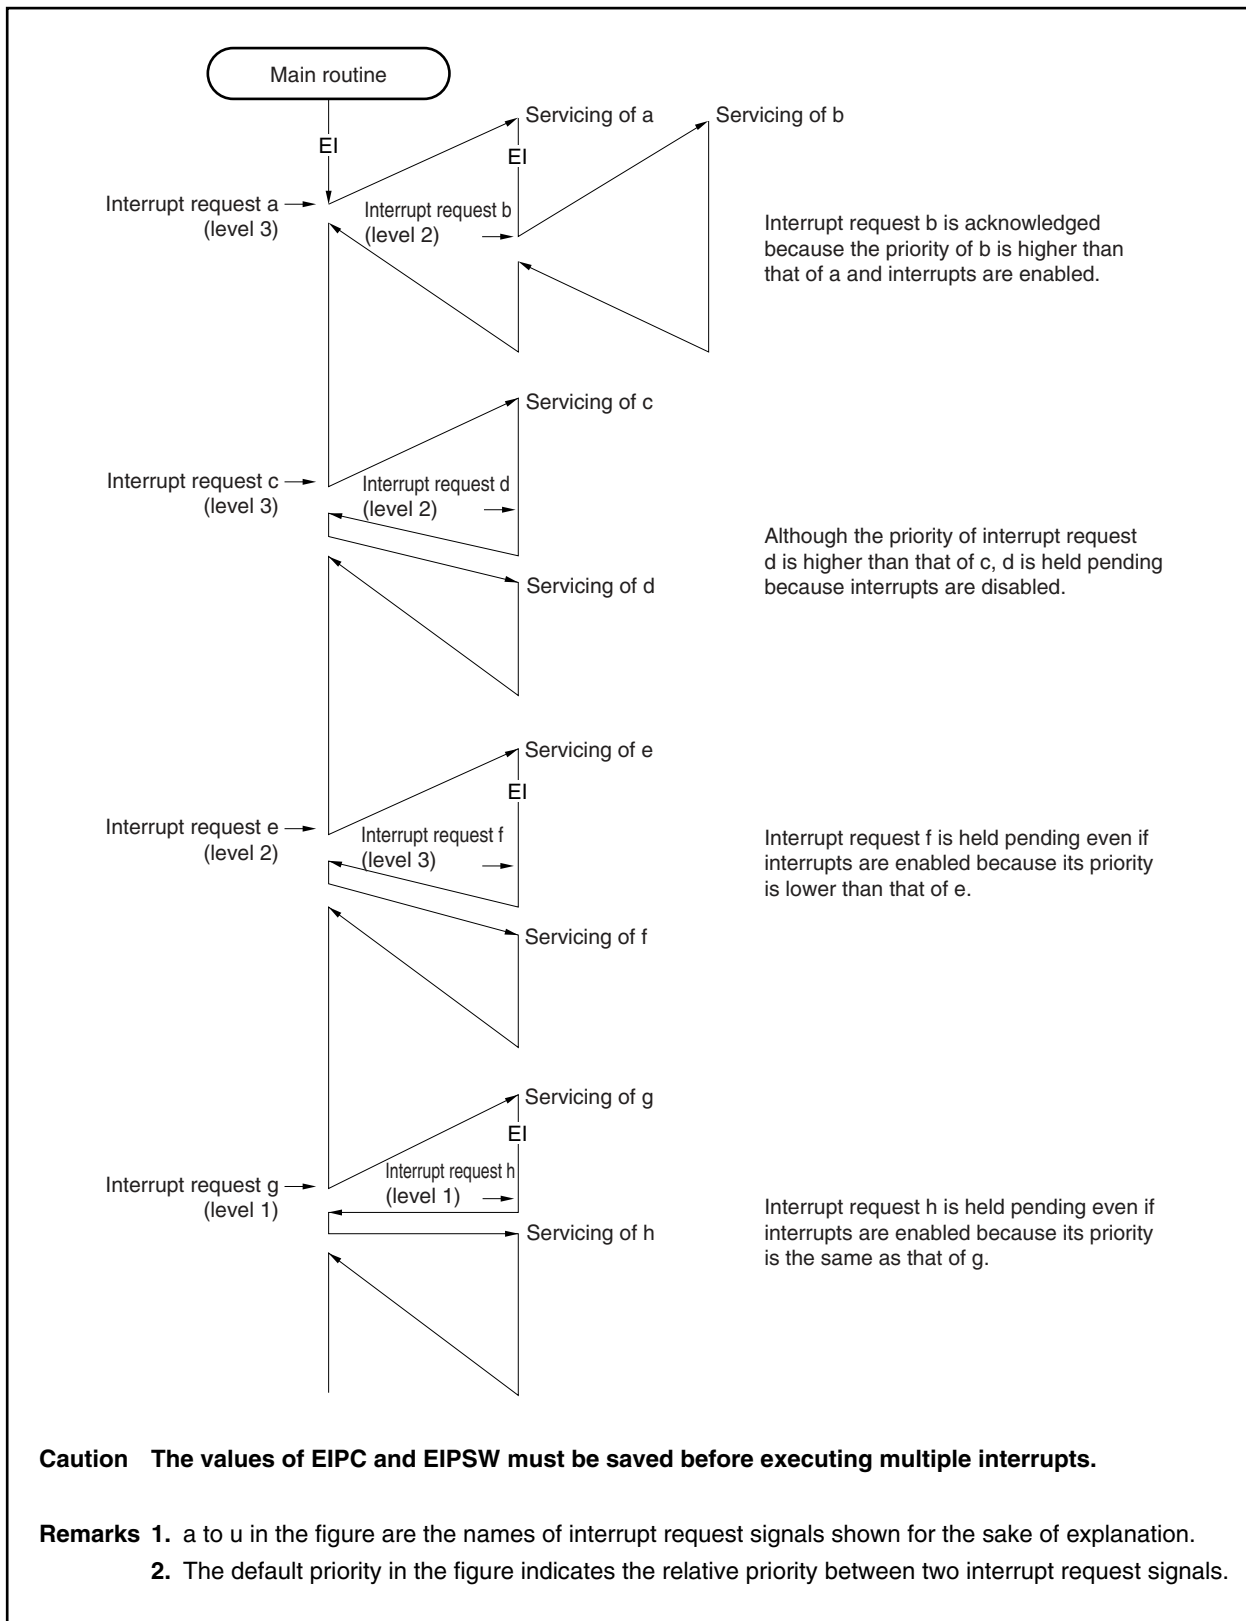 Main routine
EI
Servicing of a
Servicing of b
EI
Interrupt request a
(level 3)
Interrupt request b
(level 2)
Interrupt request b is acknowledged
because the priority of b is higher than
that of a and interrupts are enabled.
Servicing of c
Interrupt request c
(level 3)
Interrupt request d
(level 2)
Although the priority of interrupt request
d is higher than that of c, d is held pending
because interrupts are disabled.
Servicing of d
Servicing of e
EI
Interrupt request e
(level 2)
Interrupt request f
(level 3)
Interrupt request f is held pending even if
interrupts are enabled because its priority
is lower than that of e.
Servicing of f
Servicing of g
EI
Interrupt request g
(level 1)
Interrupt request h
(level 1)
Interrupt request h is held pending even if
interrupts are enabled because its priority
is the same as that of g.
Servicing of h
Caution The values of EIPC and EIPSW must be saved before executing multiple interrupts.
Remarks 1. a to u in the figure are the names of interrupt request signals shown for the sake of explanation.
2. The default priority in the figure indicates the relative priority between two interrupt request signals.